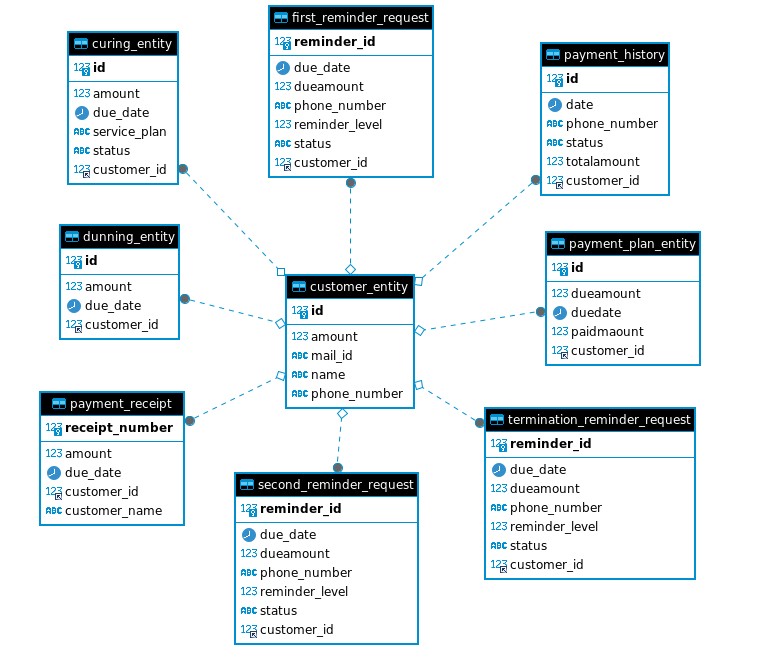 curing_entity
123 id
123 amount
due_date
ABC service_plan
ABC status
123 customer_id
first_reminder_request
123 reminder_id
due_date
123 dueamount
ABC phone_number
123 reminder_level
ABC status
123 customer_id
payment_history
123 id
date
ABC phone_number
ABC status
123 totalamount
123 customer_id
dunning_entity
123 id
123 amount
due_date
123 customer_id
customer_entity
123 id
123 amount
ABC mail_id
ABC name
ABC phone_number
payment_plan_entity
123 id
123 dueamount
duedate
123 paidmaount
123 customer_id
payment_receipt
123 receipt_number
123 amount
due_date
123 customer_id
ABC customer_name
second_reminder_request
123 reminder_id
due_date
123 dueamount
ABC phone_number
123 reminder_level
ABC status
123 customer_id
termination_reminder_request
123 reminder_id
due_date
123 dueamount
ABC phone_number
123 reminder_level
ABC status
123 customer_id